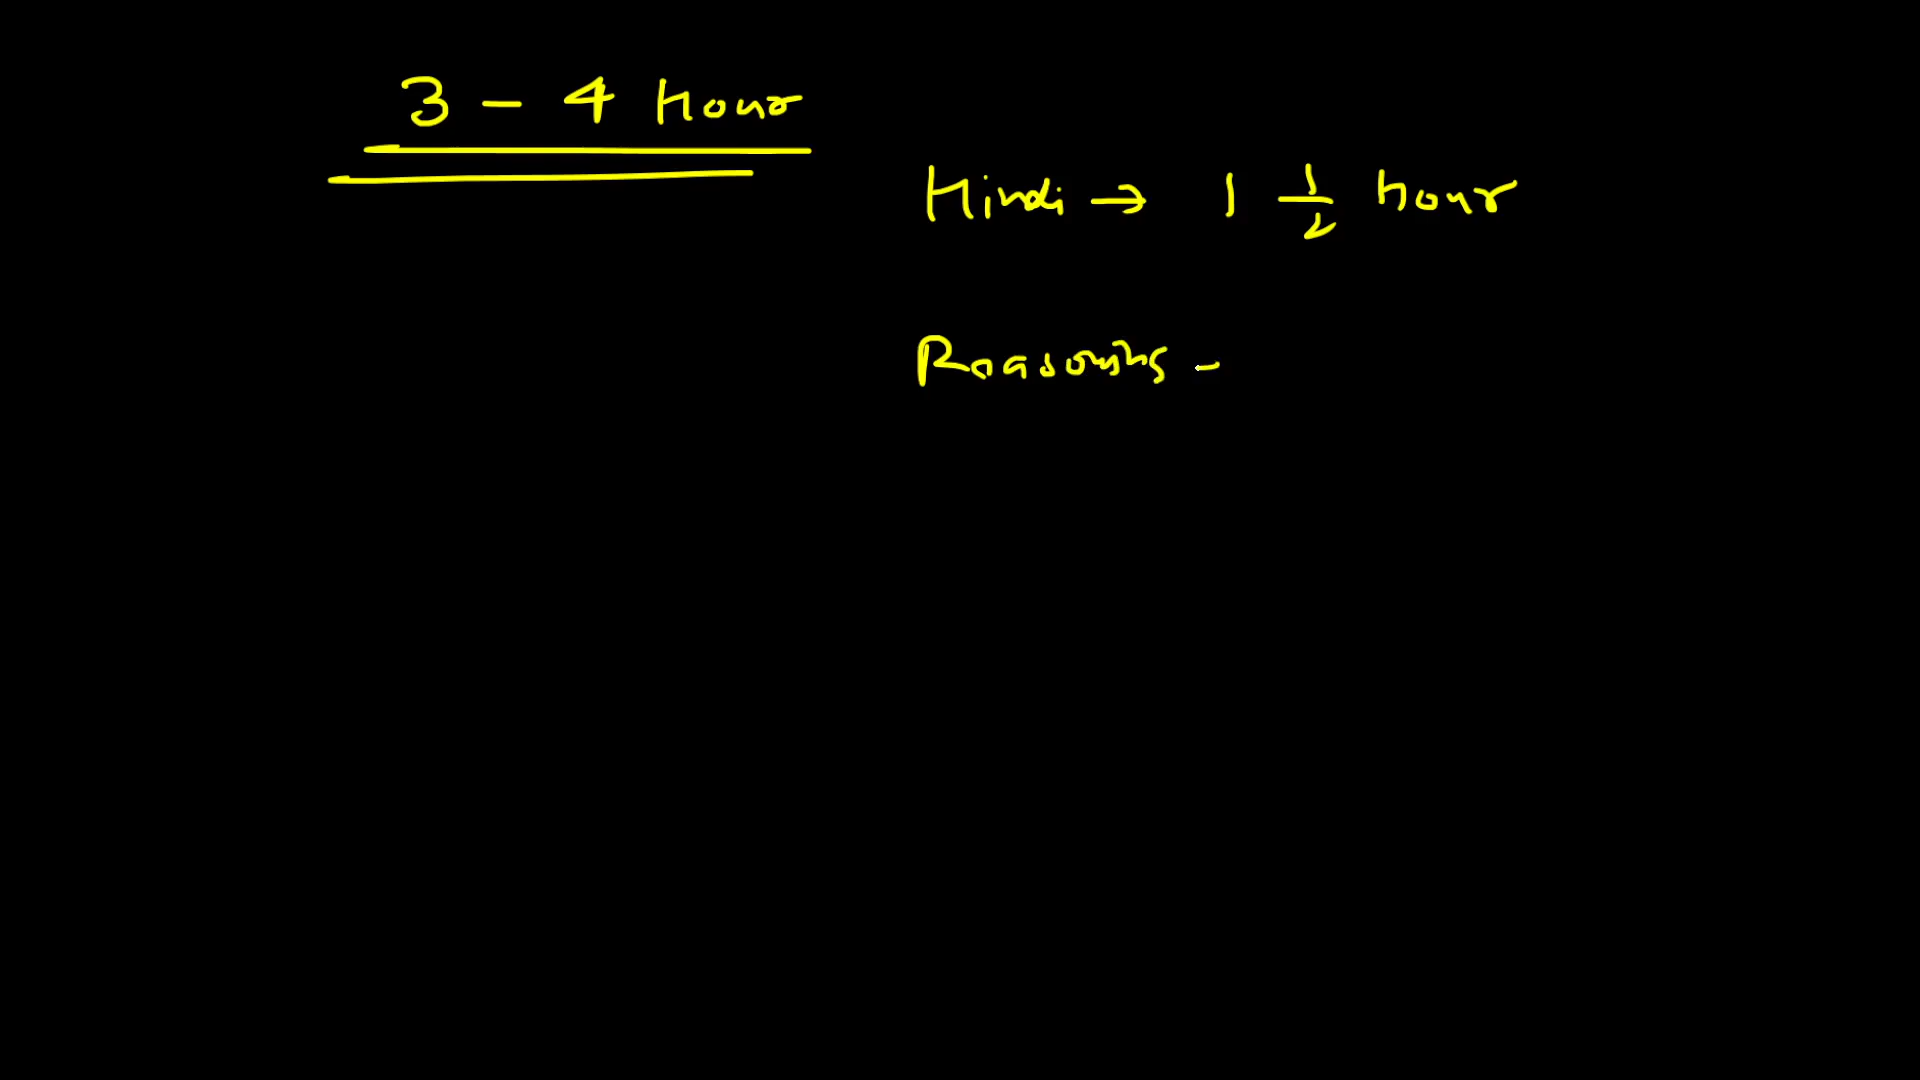 3 - 4 Hour
Hindi → 1 1/2 hour
Reasoning -